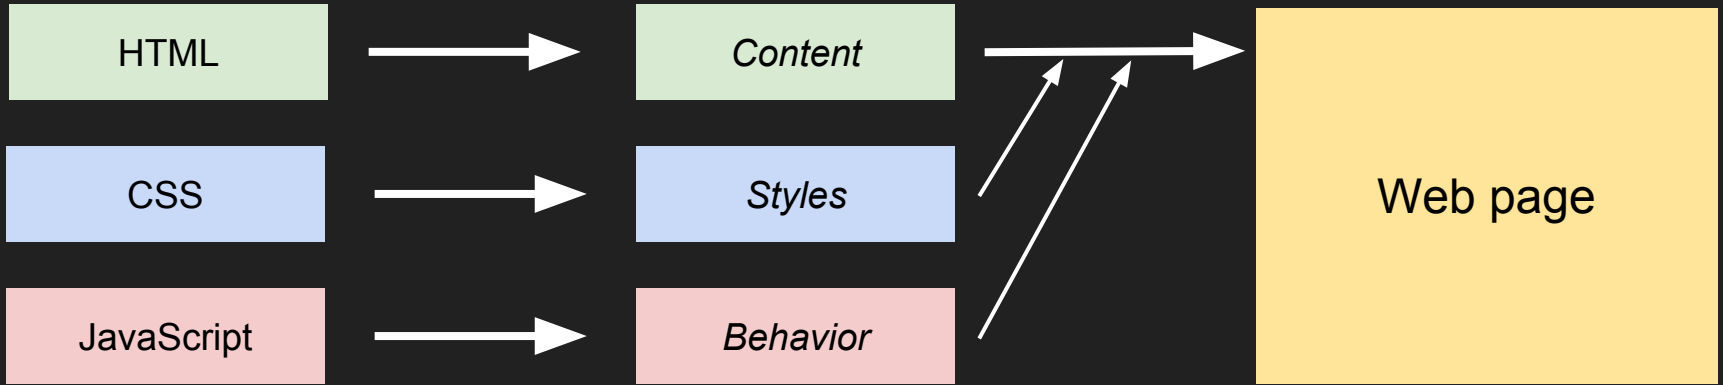 HTML
Content
CSS
Styles
JavaScript
Behavior
Web page